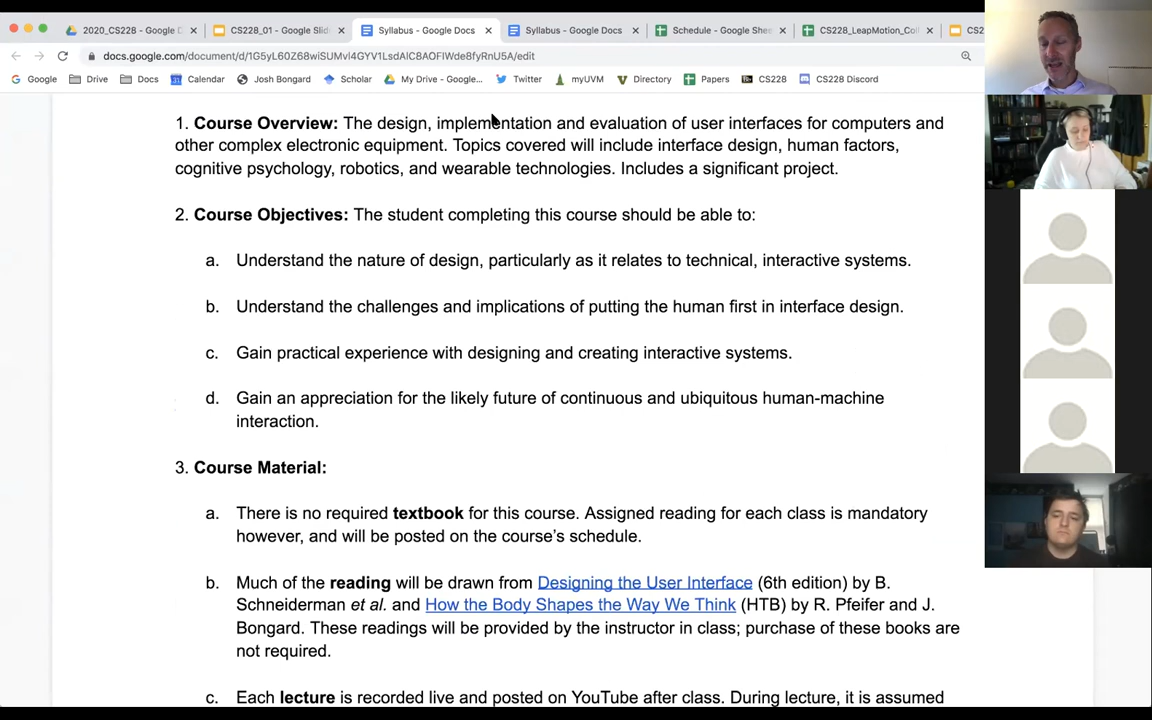 2020_CS228 - Google D
CS228_01 - Google Slid
Syllabus - Google Docs
Syllabus - Google Docs
Schedule - Google She
CS228_LeapMotion_Col
CS2
docs.google.com/document/d/1G5yL60Z68wiSUMvl4GYV1LsdAlC8AOFIWde8fyRnU5A/edit
Google
Drive
Docs
Calendar
Josh Bongard
Scholar
My Drive - Google...
Twitter
myUVM
Directory
Papers
CS228
CS228 Discord
1. Course Overview: The design, implementation and evaluation of user interfaces for computers and
other complex electronic equipment. Topics covered will include interface design, human factors,
cognitive psychology, robotics, and wearable technologies. Includes a significant project.
2. Course Objectives: The student completing this course should be able to:
a. Understand the nature of design, particularly as it relates to technical, interactive systems.
b. Understand the challenges and implications of putting the human first in interface design.
c. Gain practical experience with designing and creating interactive systems.
d. Gain an appreciation for the likely future of continuous and ubiquitous human-machine
interaction.
3. Course Material:
a. There is no required textbook for this course. Assigned reading for each class is mandatory
however, and will be posted on the course's schedule.
b. Much of the reading will be drawn from Designing the User Interface (6th edition) by B.
Schneiderman et al. and How the Body Shapes the Way We Think (HTB) by R. Pfeifer and J.
Bongard. These readings will be provided by the instructor in class; purchase of these books are
not required.
c. Each lecture is recorded live and posted on YouTube after class. During lecture, it is assumed